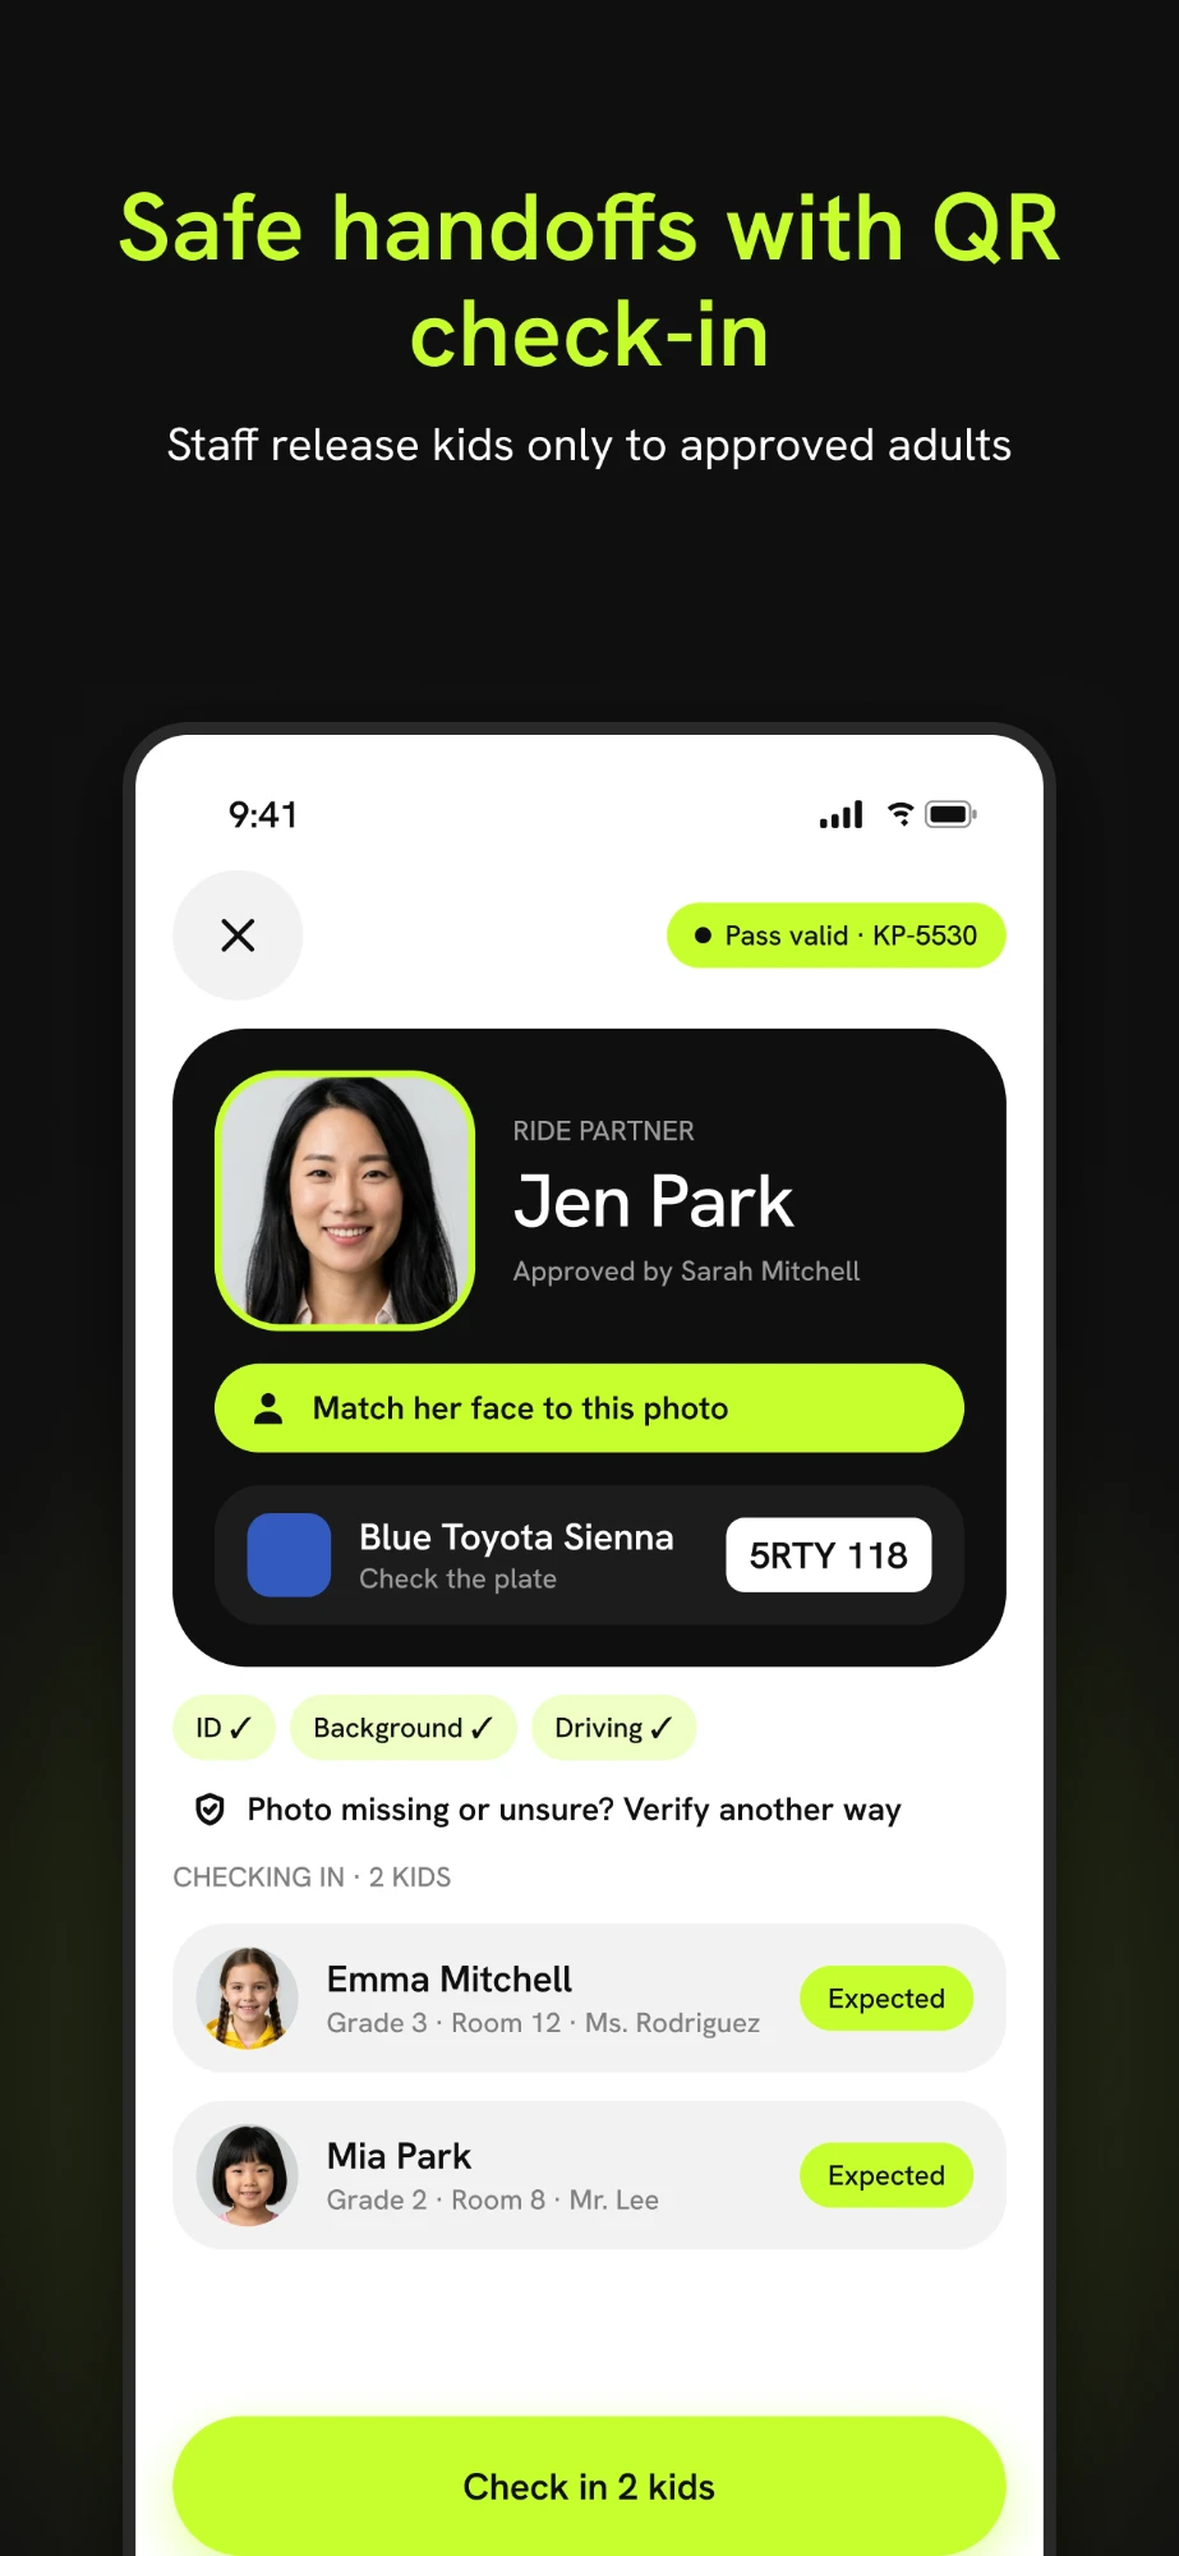 Safe handoffs with QR
check-in
Staff release kids only to approved adults
9:41
Pass valid · KP-5530
RIDE PARTNER
Jen Park
Approved by Sarah Mitchell
Match her face to this photo
Blue Toyota Sienna
Check the plate
5RTY 118
ID ✓
Background ✓
Driving ✓
Photo missing or unsure? Verify another way
CHECKING IN · 2 KIDS
Emma Mitchell
Grade 3 · Room 12 · Ms. Rodriguez
Expected
Mia Park
Grade 2 · Room 8 · Mr. Lee
Expected
Check in 2 kids